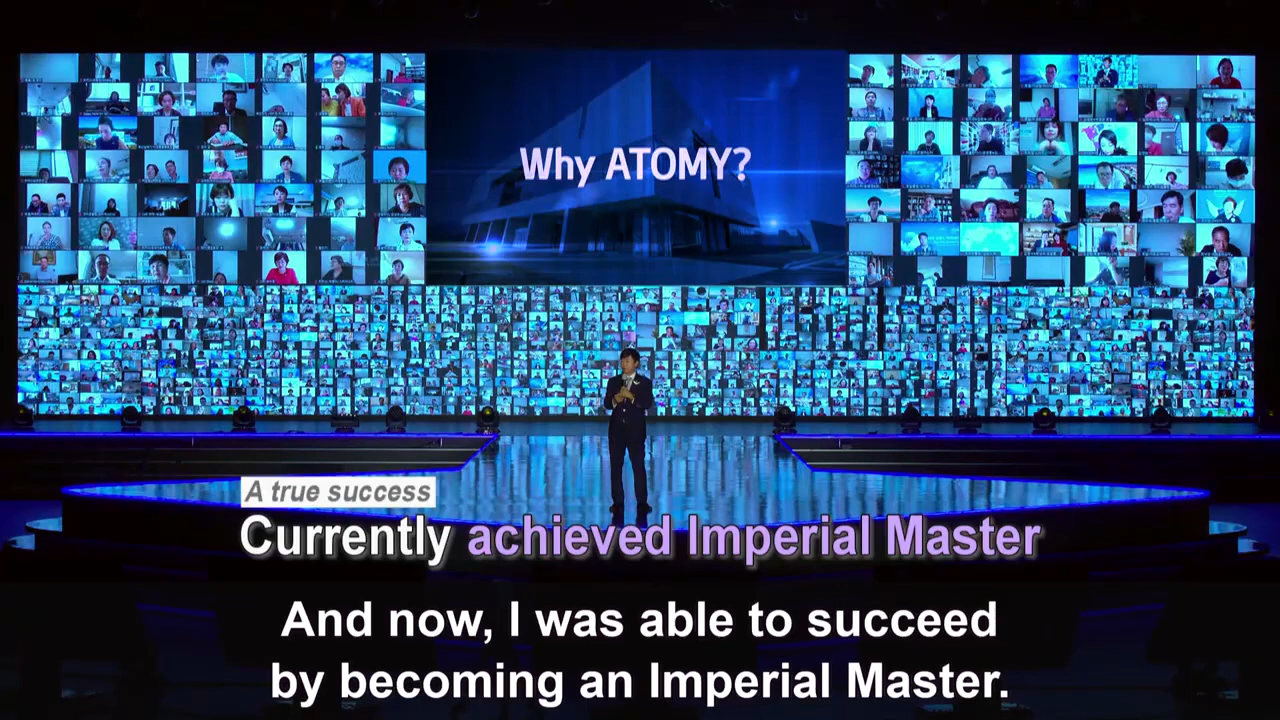 Why ATOMY?
A true success
Currently achieved Imperial Master
And now, I was able to succeed
by becoming an Imperial Master.